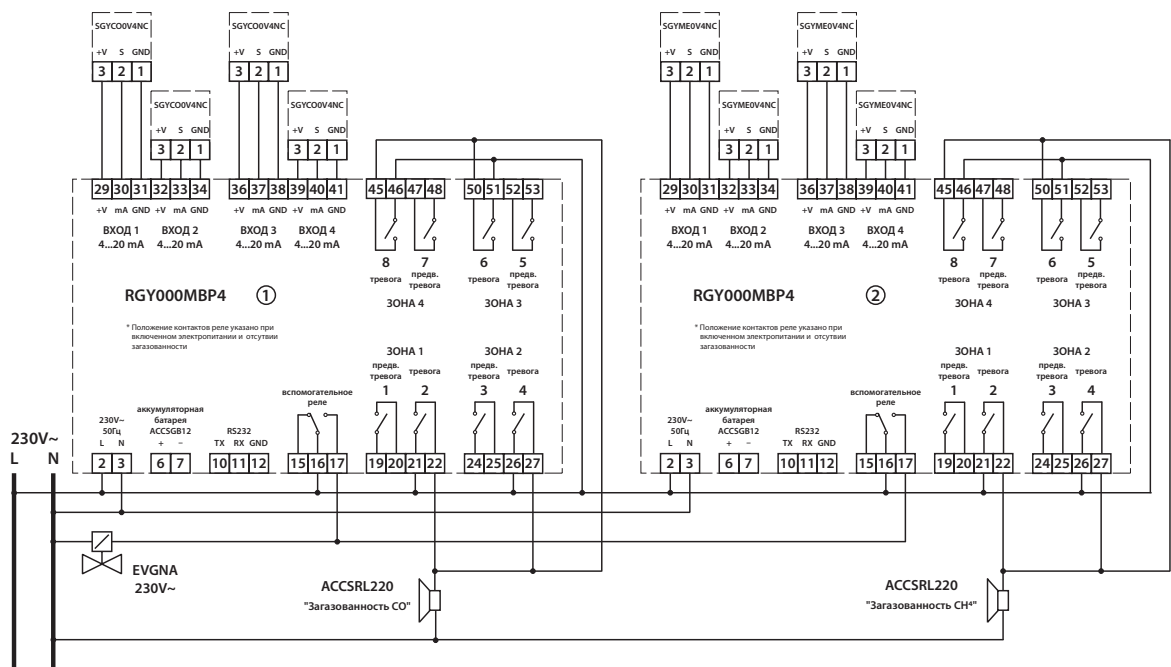 SGYCO0V4NC SGYCO0V4NC SGYME0V4NC SGYME0V4NC
+V S GND +V S GND +V S GND +V S GND
3 2 1 3 2 1 3 2 1 3 2 1
SGYCO0V4NC SGYCO0V4NC SGYME0V4NC SGYME0V4NC
+V S GND +V S GND +V S GND +V S GND
3 2 1 3 2 1 3 2 1 3 2 1
29 30 31 32 33 34 36 37 38 39 40 41 45 46 47 48 50 51 52 53
+V mA GND +V mA GND +V mA GND +V mA GND
ВХОД 1 ВХОД 2 ВХОД 3 ВХОД 4
4...20 mA 4...20 mA 4...20 mA 4...20 mA
8 7 6 5
тревога предв. тревога тревога предв. тревога
ЗОНА 4 ЗОНА 3
RGY000MBP4 1
* Положение контактов реле указано при
включенном электропитании и отсутвии
загазованности
ЗОНА 1 ЗОНА 2
предв. тревога тревога предв. тревога тревога
1 2 3 4
вспомогательное
реле
230V~
50Гц
L N
аккумуляторная
батарея
ACCSGB12
+ –
RS232
TX RX GND
2 3 6 7 10 11 12 15 16 17 19 20 21 22 24 25 26 27
29 30 31 32 33 34 36 37 38 39 40 41 45 46 47 48 50 51 52 53
+V mA GND +V mA GND +V mA GND +V mA GND
ВХОД 1 ВХОД 2 ВХОД 3 ВХОД 4
4...20 mA 4...20 mA 4...20 mA 4...20 mA
8 7 6 5
тревога предв. тревога тревога предв. тревога
ЗОНА 4 ЗОНА 3
RGY000MBP4 2
* Положение контактов реле указано при
включенном электропитании и отсутвии
загазованности
ЗОНА 1 ЗОНА 2
предв. тревога тревога предв. тревога тревога
1 2 3 4
вспомогательное
реле
230V~
50Гц
L N
аккумуляторная
батарея
ACCSGB12
+ –
RS232
TX RX GND
2 3 6 7 10 11 12 15 16 17 19 20 21 22 24 25 26 27
230V~
L N
EVGNA
230V~
ACCSRL220
"Загазованность CO"
ACCSRL220
"Загазованность CH⁴"